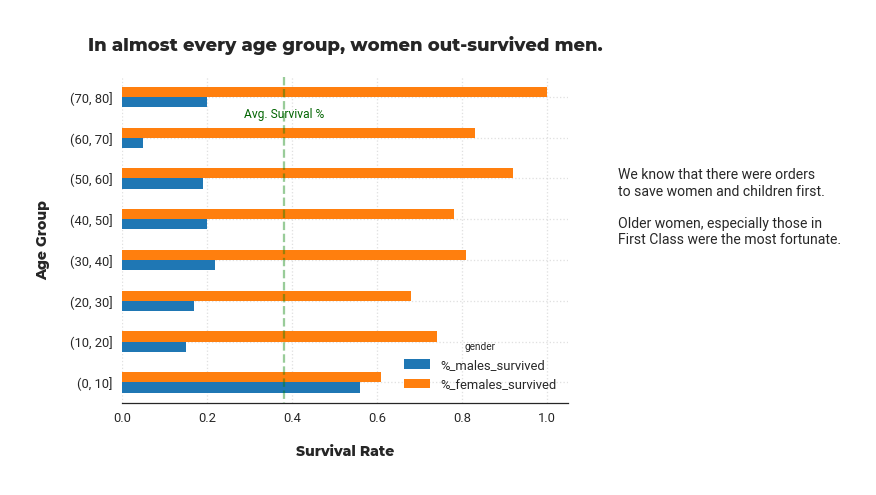 In almost every age group, women out-survived men.
(70, 80]
Avg. Survival %
(60, 70]
(50, 60]
(40, 50]
(30, 40]
(20, 30]
(10, 20]
(0, 10]
Age Group
gender
%_males_survived
%_females_survived
0.0 0.2 0.4 0.6 0.8 1.0
Survival Rate
We know that there were orders
to save women and children first.
Older women, especially those in
First Class were the most fortunate.